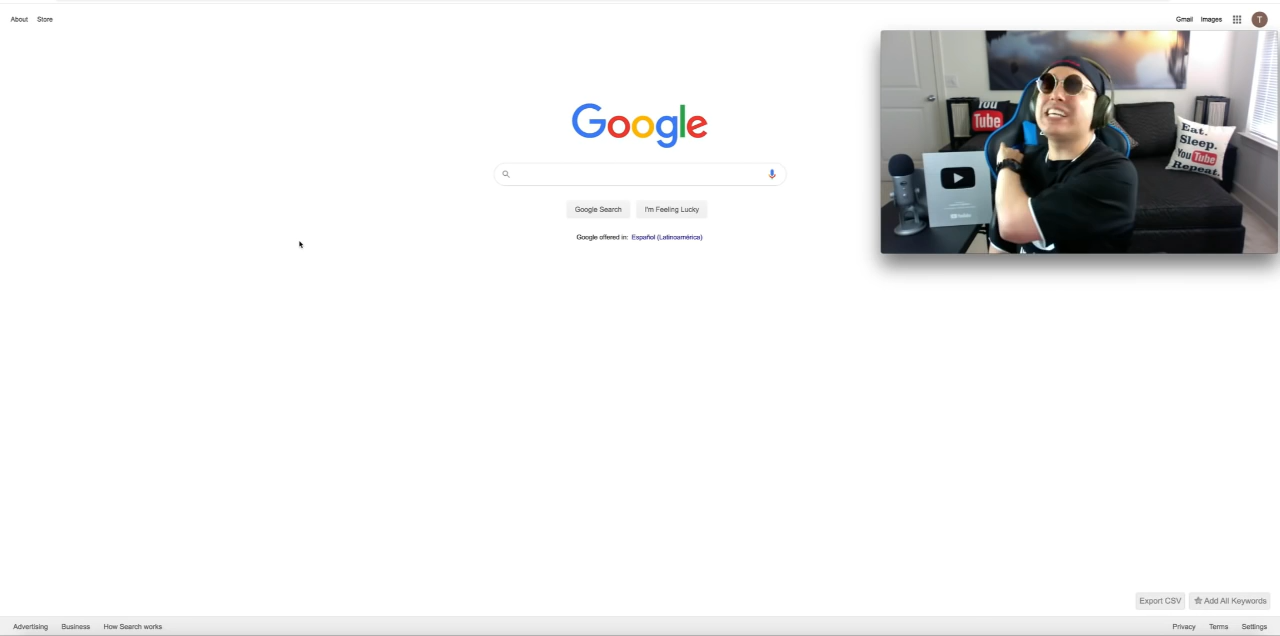 About Store
Gmail Images
T
Google
Google Search I'm Feeling Lucky
Google offered in: Español (Latinoamérica)
You
Tube
Eat.
Sleep.
You Tube
Repeat.
YouTube
Export CSV Add All Keywords
Advertising Business How Search works
Privacy Terms Settings